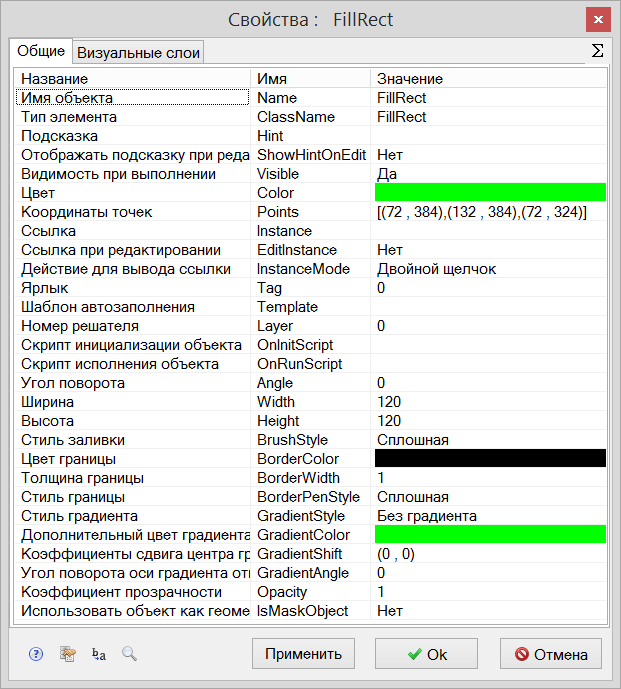 Свойства : FillRect
Общие Визуальные слои Σ
Название Имя Значение
Имя объекта Name FillRect
Тип элемента ClassName FillRect
Подсказка Hint
Отображать подсказку при реда ShowHintOnEdit Нет
Видимость при выполнении Visible Да
Цвет Color
Координаты точек Points [(72 , 384),(132 , 384),(72 , 324)]
Ссылка Instance
Ссылка при редактировании EditInstance Нет
Действие для вывода ссылки InstanceMode Двойной щелчок
Ярлык Tag 0
Шаблон автозаполнения Template
Номер решателя Layer 0
Скрипт инициализации объекта OnInitScript
Скрипт исполнения объекта OnRunScript
Угол поворота Angle 0
Ширина Width 120
Высота Height 120
Стиль заливки BrushStyle Сплошная
Цвет границы BorderColor
Толщина границы BorderWidth 1
Стиль границы BorderPenStyle Сплошная
Стиль градиента GradientStyle Без градиента
Дополнительный цвет градиента GradientColor
Коэффициенты сдвига центра гр GradientShift (0 , 0)
Угол поворота оси градиента отн GradientAngle 0
Коэффициент прозрачности Opacity 1
Использовать объект как геоме IsMaskObject Нет
Применить Ok Отмена